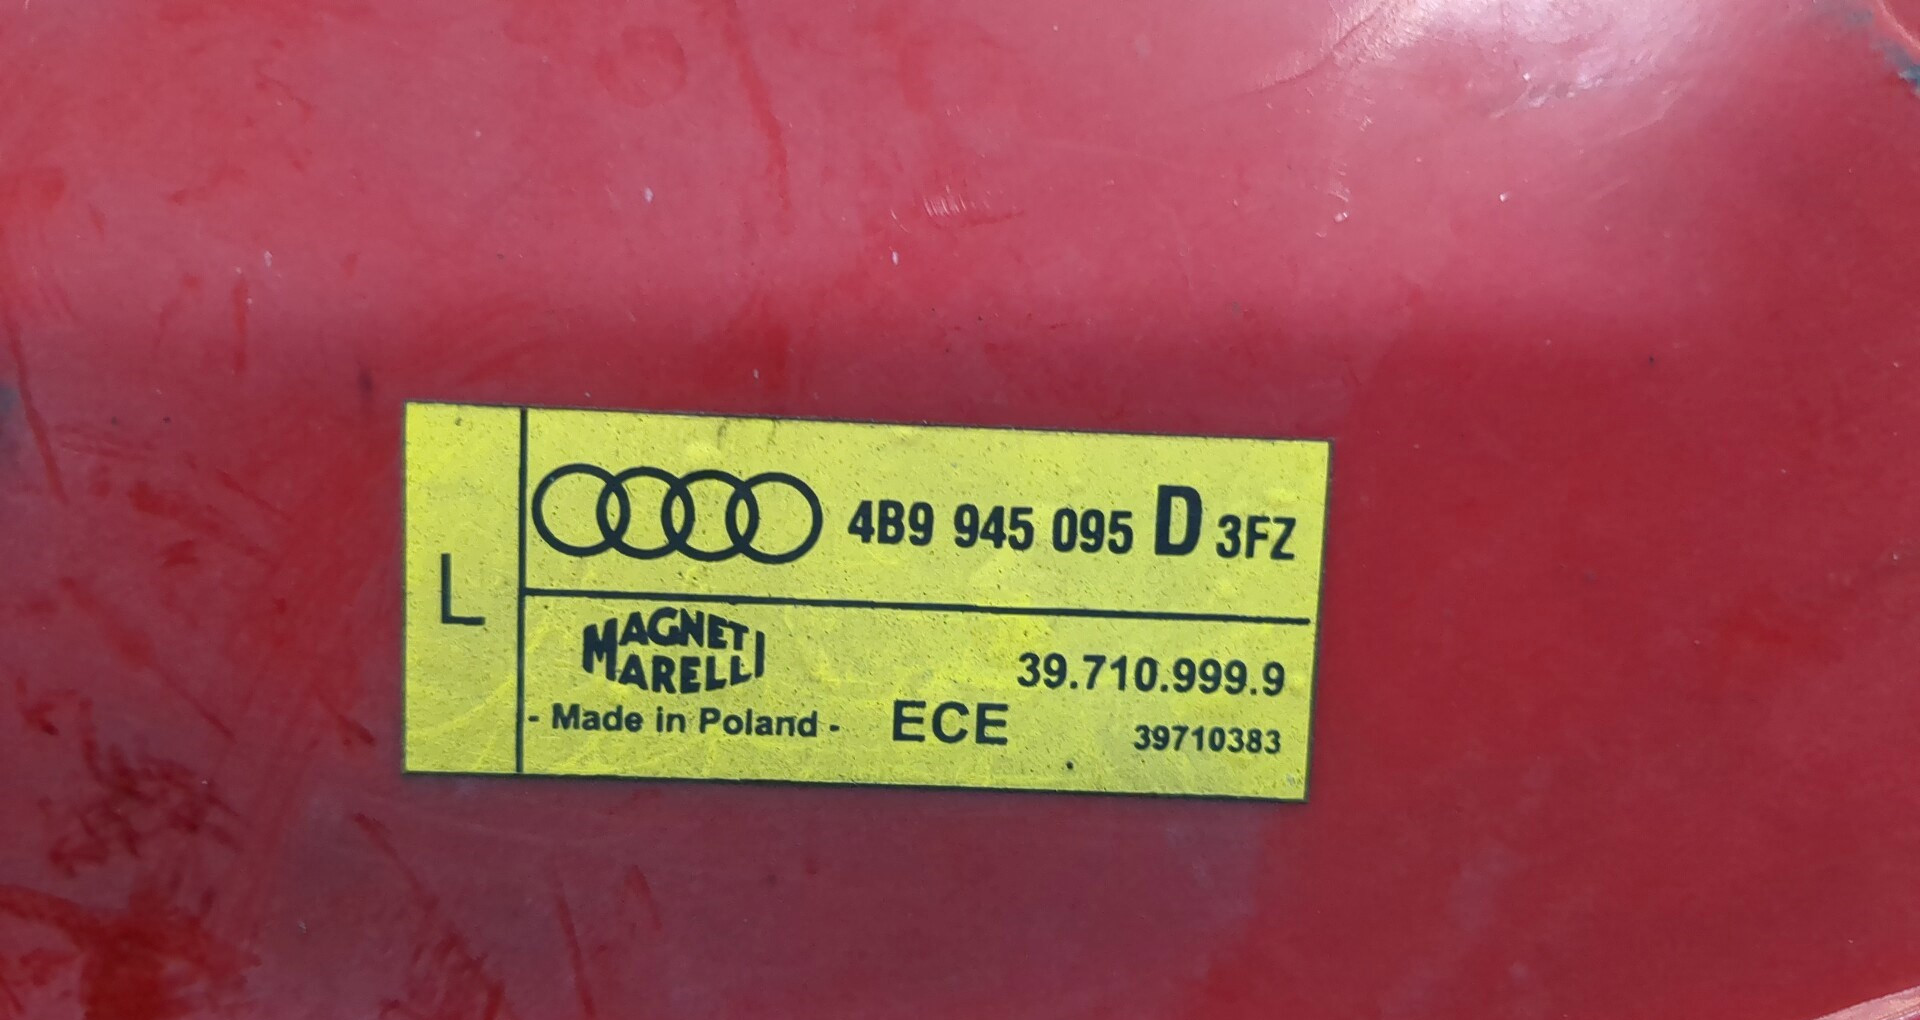 L
4B9 945 095 D 3FZ
MAGNETI
MARELLI
39.710.999.9
- Made in Poland - ECE 39710383